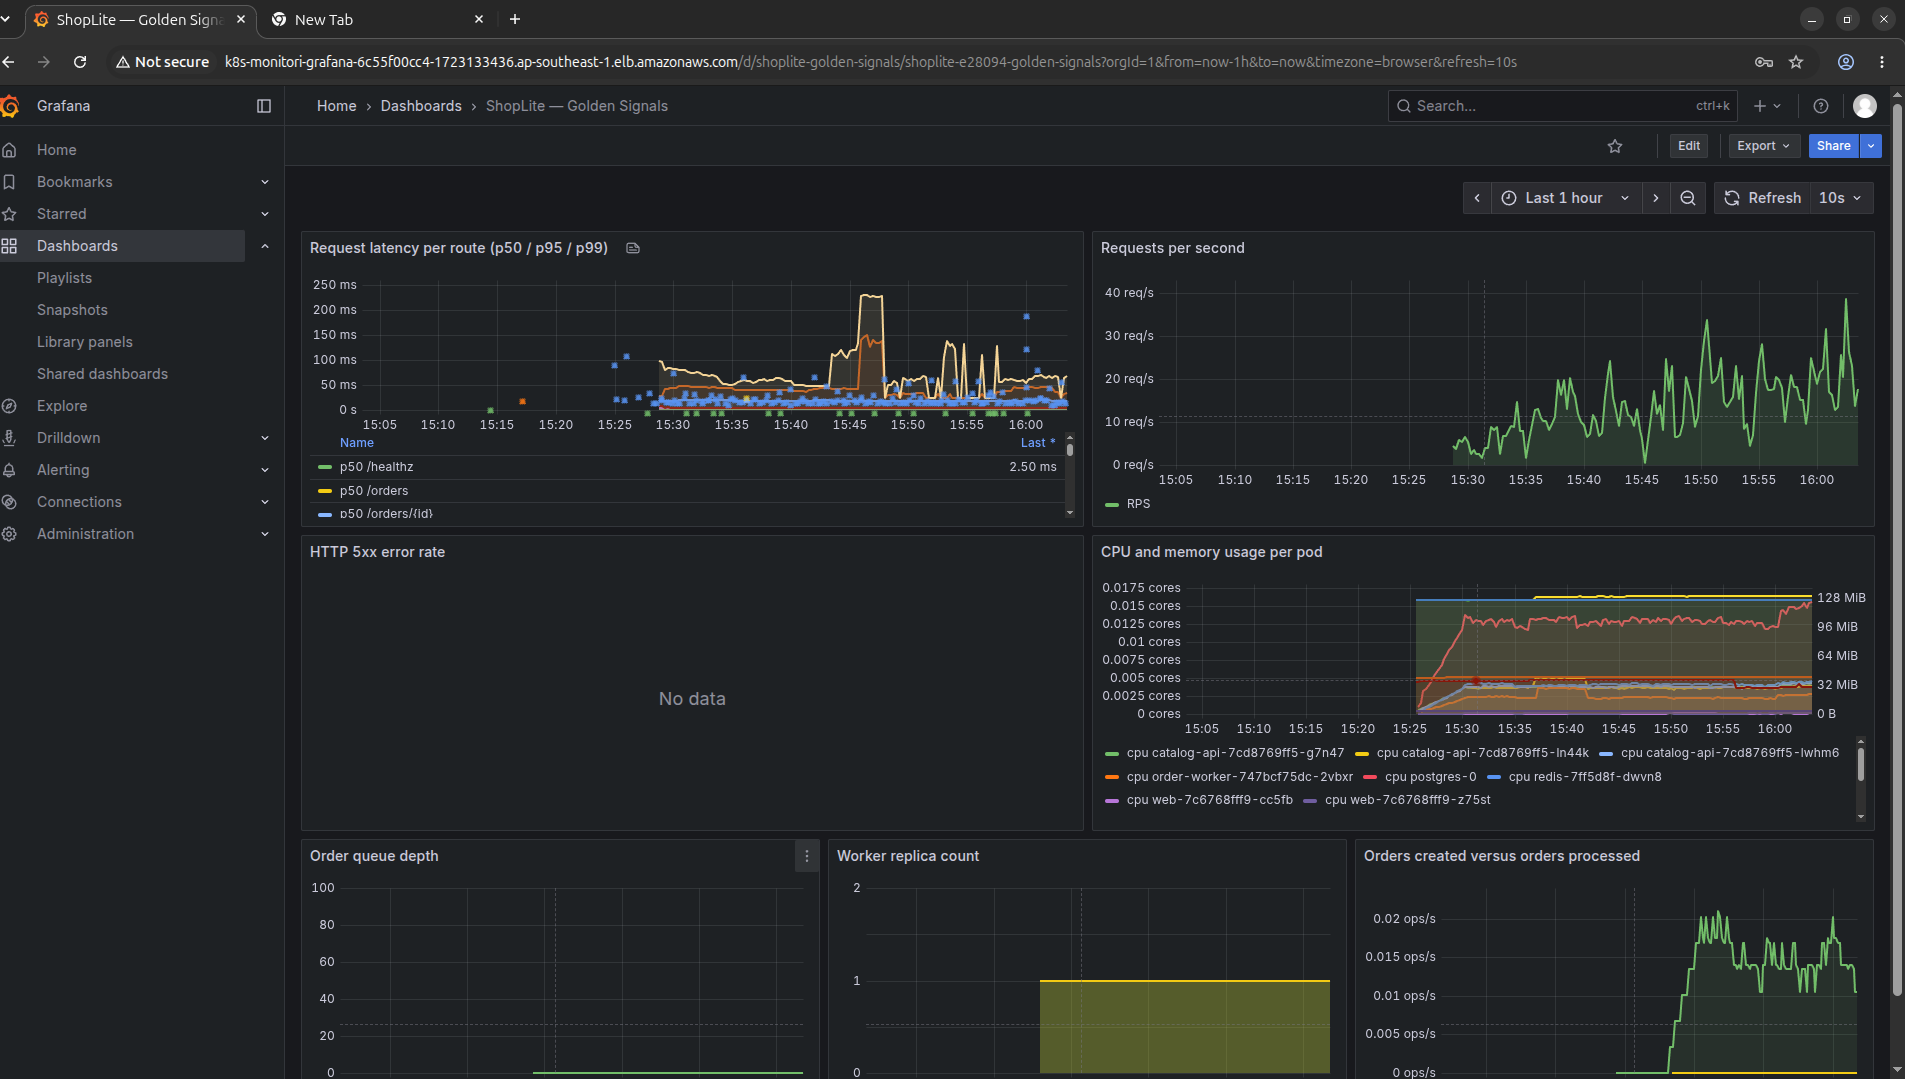 ShopLite — Golden Signa
New Tab
Not secure
k8s-monitori-grafana-6c55f00cc4-1723133436.ap-southeast-1.elb.amazonaws.com/d/shoplite-golden-signals/shoplite-e28094-golden-signals?orgId=1&from=now-1h&to=now&timezone=browser&refresh=10s
Grafana
Home › Dashboards › ShopLite — Golden Signals
Search... ctrl+k
Home
Bookmarks
Starred
Dashboards
Playlists
Snapshots
Library panels
Shared dashboards
Explore
Drilldown
Alerting
Connections
Administration
Edit Export Share
Last 1 hour Refresh 10s
Request latency per route (p50 / p95 / p99)
250 ms
200 ms
150 ms
100 ms
50 ms
0 s
15:05 15:10 15:15 15:20 15:25 15:30 15:35 15:40 15:45 15:50 15:55 16:00
Name Last *
p50 /healthz 2.50 ms
p50 /orders
p50 /orders/{id}
Requests per second
40 req/s
30 req/s
20 req/s
10 req/s
0 req/s
15:05 15:10 15:15 15:20 15:25 15:30 15:35 15:40 15:45 15:50 15:55 16:00
RPS
HTTP 5xx error rate
No data
CPU and memory usage per pod
0.0175 cores
0.015 cores
0.0125 cores
0.01 cores
0.0075 cores
0.005 cores
0.0025 cores
0 cores
128 MiB
96 MiB
64 MiB
32 MiB
0 B
15:05 15:10 15:15 15:20 15:25 15:30 15:35 15:40 15:45 15:50 15:55 16:00
cpu catalog-api-7cd8769ff5-g7n47 cpu catalog-api-7cd8769ff5-ln44k cpu catalog-api-7cd8769ff5-lwhm6
cpu order-worker-747bcf75dc-2vbxr cpu postgres-0 cpu redis-7ff5d8f-dwvn8
cpu web-7c6768fff9-cc5fb cpu web-7c6768fff9-z75st
Order queue depth
100
80
60
40
20
0
Worker replica count
2
1
0
Orders created versus orders processed
0.02 ops/s
0.015 ops/s
0.01 ops/s
0.005 ops/s
0 ops/s